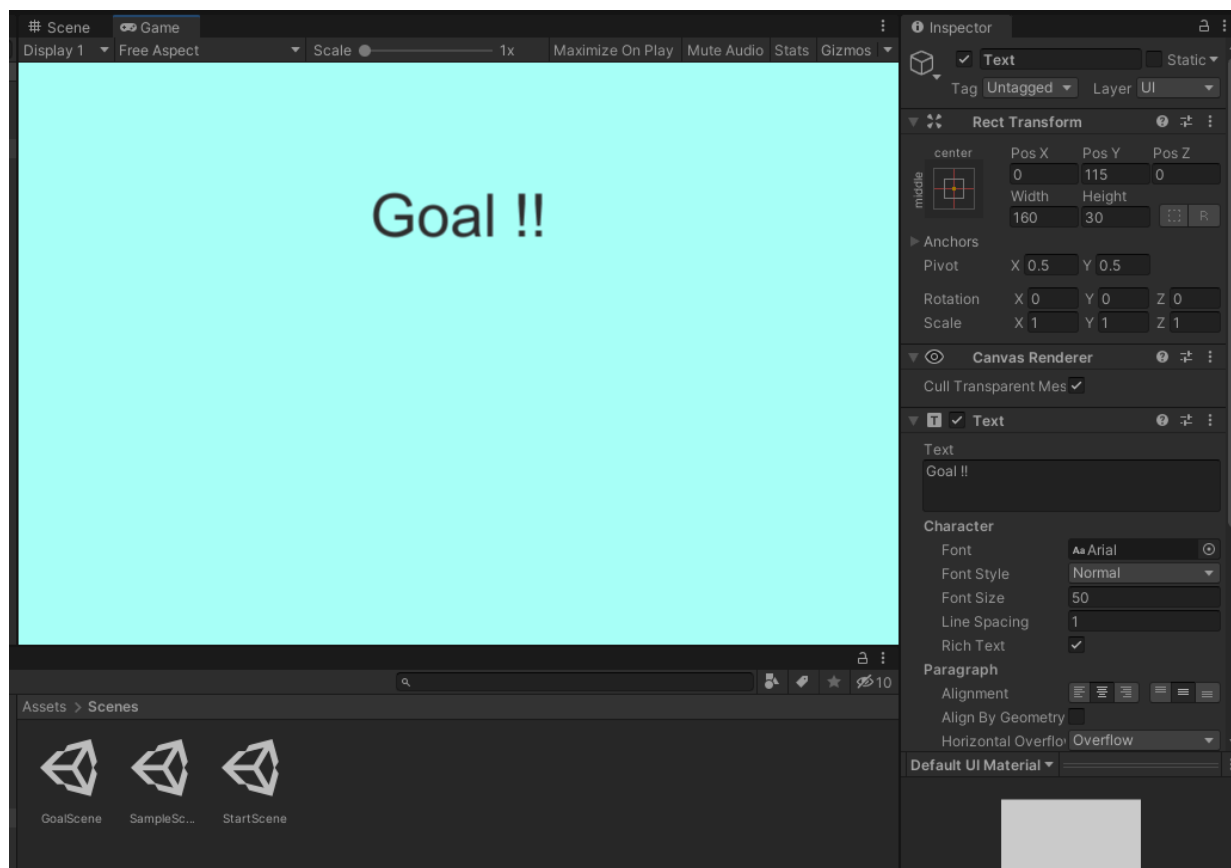 Scene Game
Display 1 Free Aspect Scale 1x Maximize On Play Mute Audio Stats Gizmos
Goal !!
10
Assets > Scenes
GoalScene SampleSc... StartScene
Inspector
Text Static
Tag Untagged Layer UI
Rect Transform
center Pos X Pos Y Pos Z
middle 0 115 0
Width Height
160 30 R
Anchors
Pivot X 0.5 Y 0.5
Rotation X 0 Y 0 Z 0
Scale X 1 Y 1 Z 1
Canvas Renderer
Cull Transparent Mes
T Text
Text
Goal !!
Character
Font Aa Arial
Font Style Normal
Font Size 50
Line Spacing 1
Rich Text
Paragraph
Alignment
Align By Geometry
Horizontal Overflo Overflow
Default UI Material